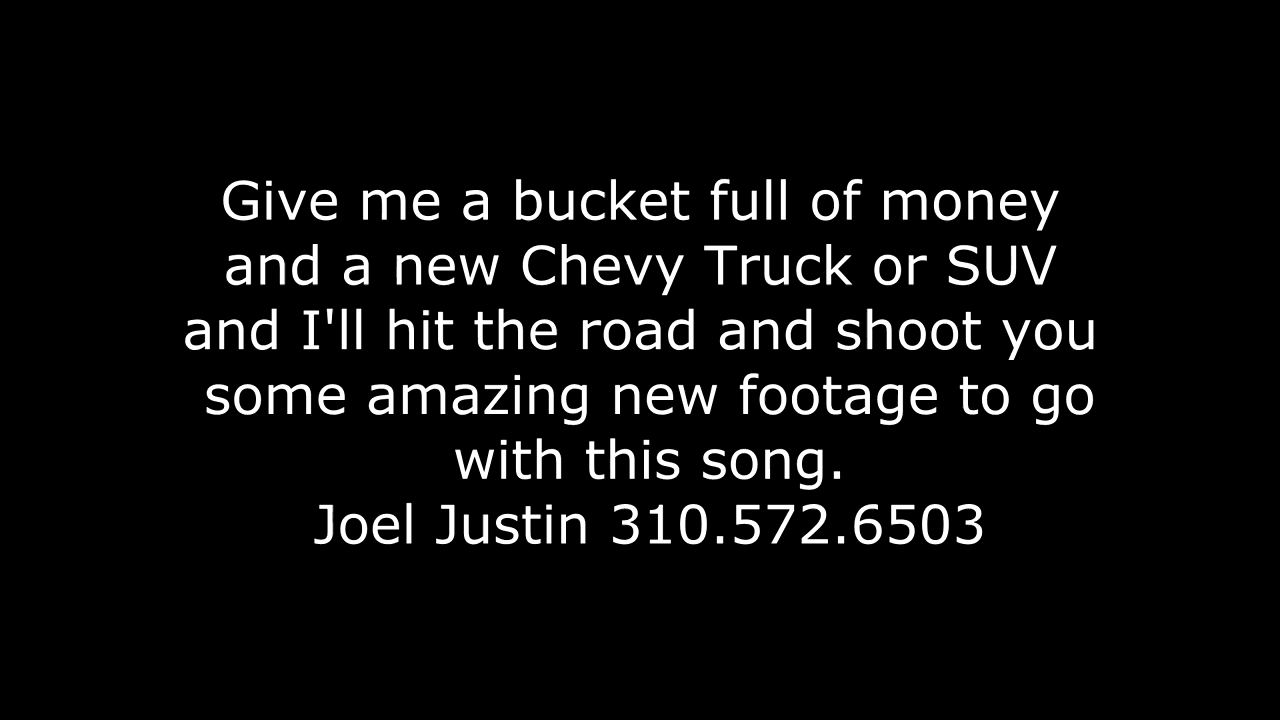 Give me a bucket full of money
and a new Chevy Truck or SUV
and I'll hit the road and shoot you
some amazing new footage to go
with this song.
Joel Justin 310.572.6503